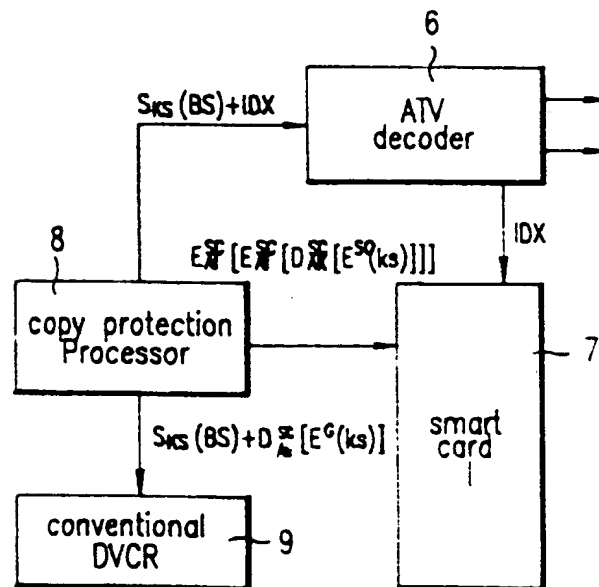 6
ATV
decoder
SKS(BS)+IDX
IDX
8
copy protection
Processor
7
smart
card
SKS(BS)+D [E^G(ks)]
conventional
DVCR
9